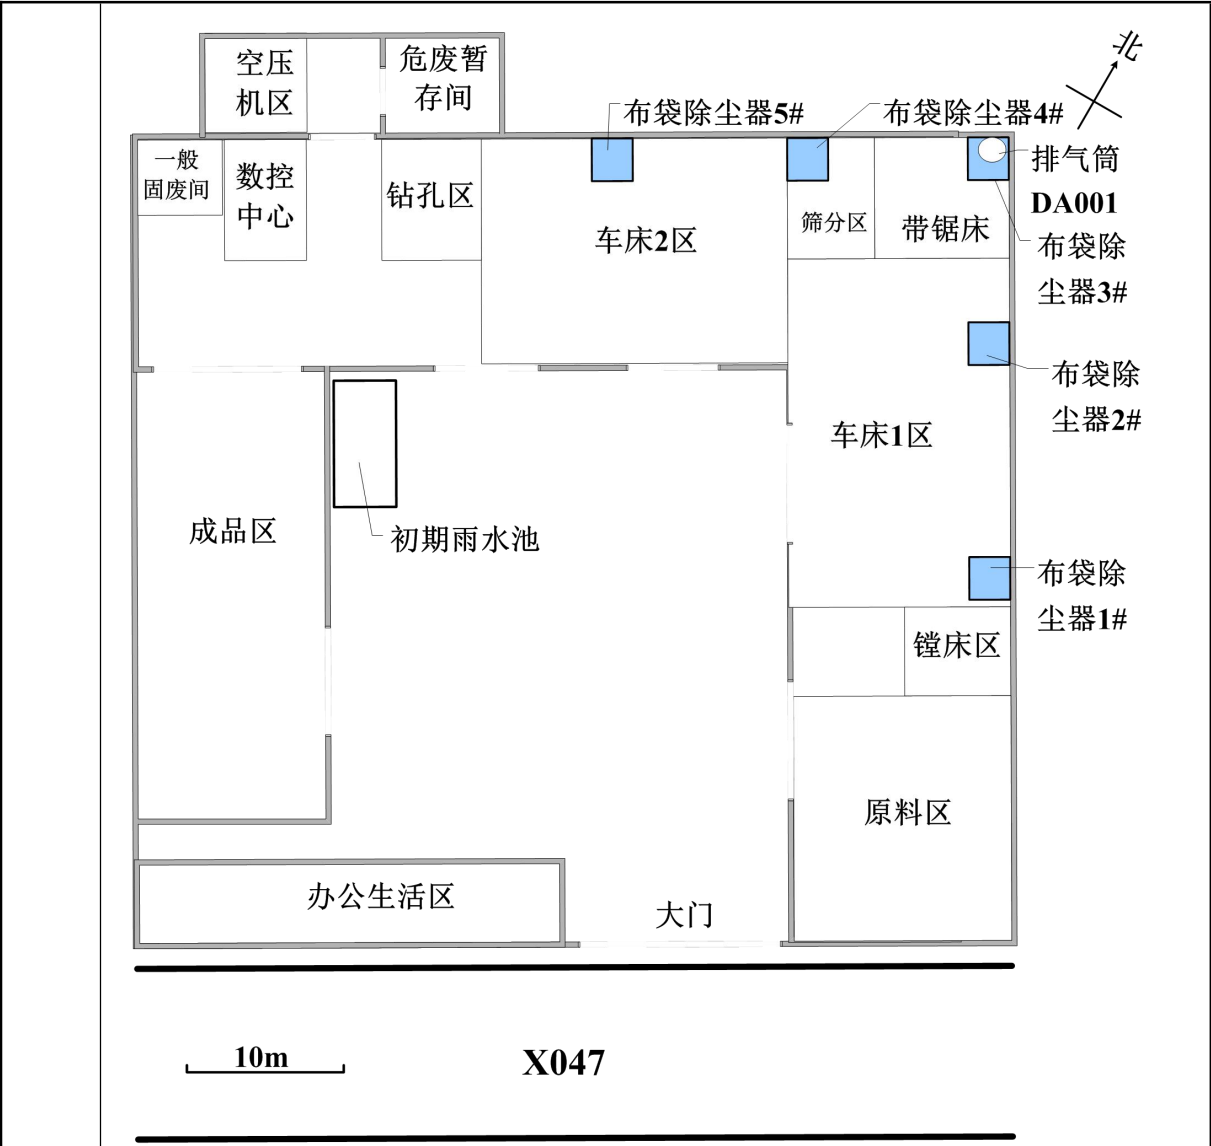 北
空压
机区
危废暂
存间
布袋除尘器5#
布袋除尘器4#
一般
固废间
数控
中心
钻孔区
车床2区
筛分区
带锯床
排气筒
DA001
布袋除
尘器3#
布袋除
尘器2#
车床1区
成品区
初期雨水池
布袋除
尘器1#
镗床区
原料区
办公生活区
大门
10m
X047